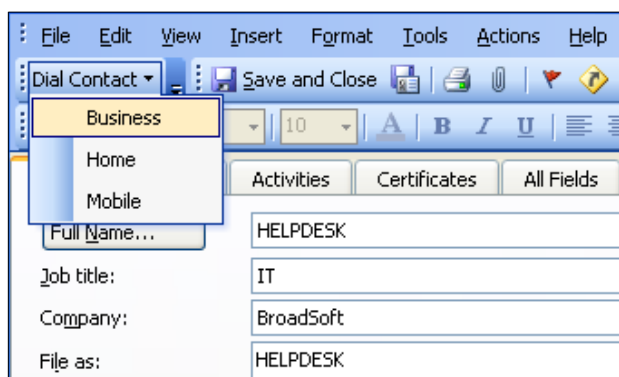 File Edit View Insert Format Tools Actions Help
Dial Contact Save and Close
Business 10 A B I U
Home Activities Certificates All Fields
Mobile
Full Name... HELPDESK
Job title: IT
Company: BroadSoft
File as: HELPDESK